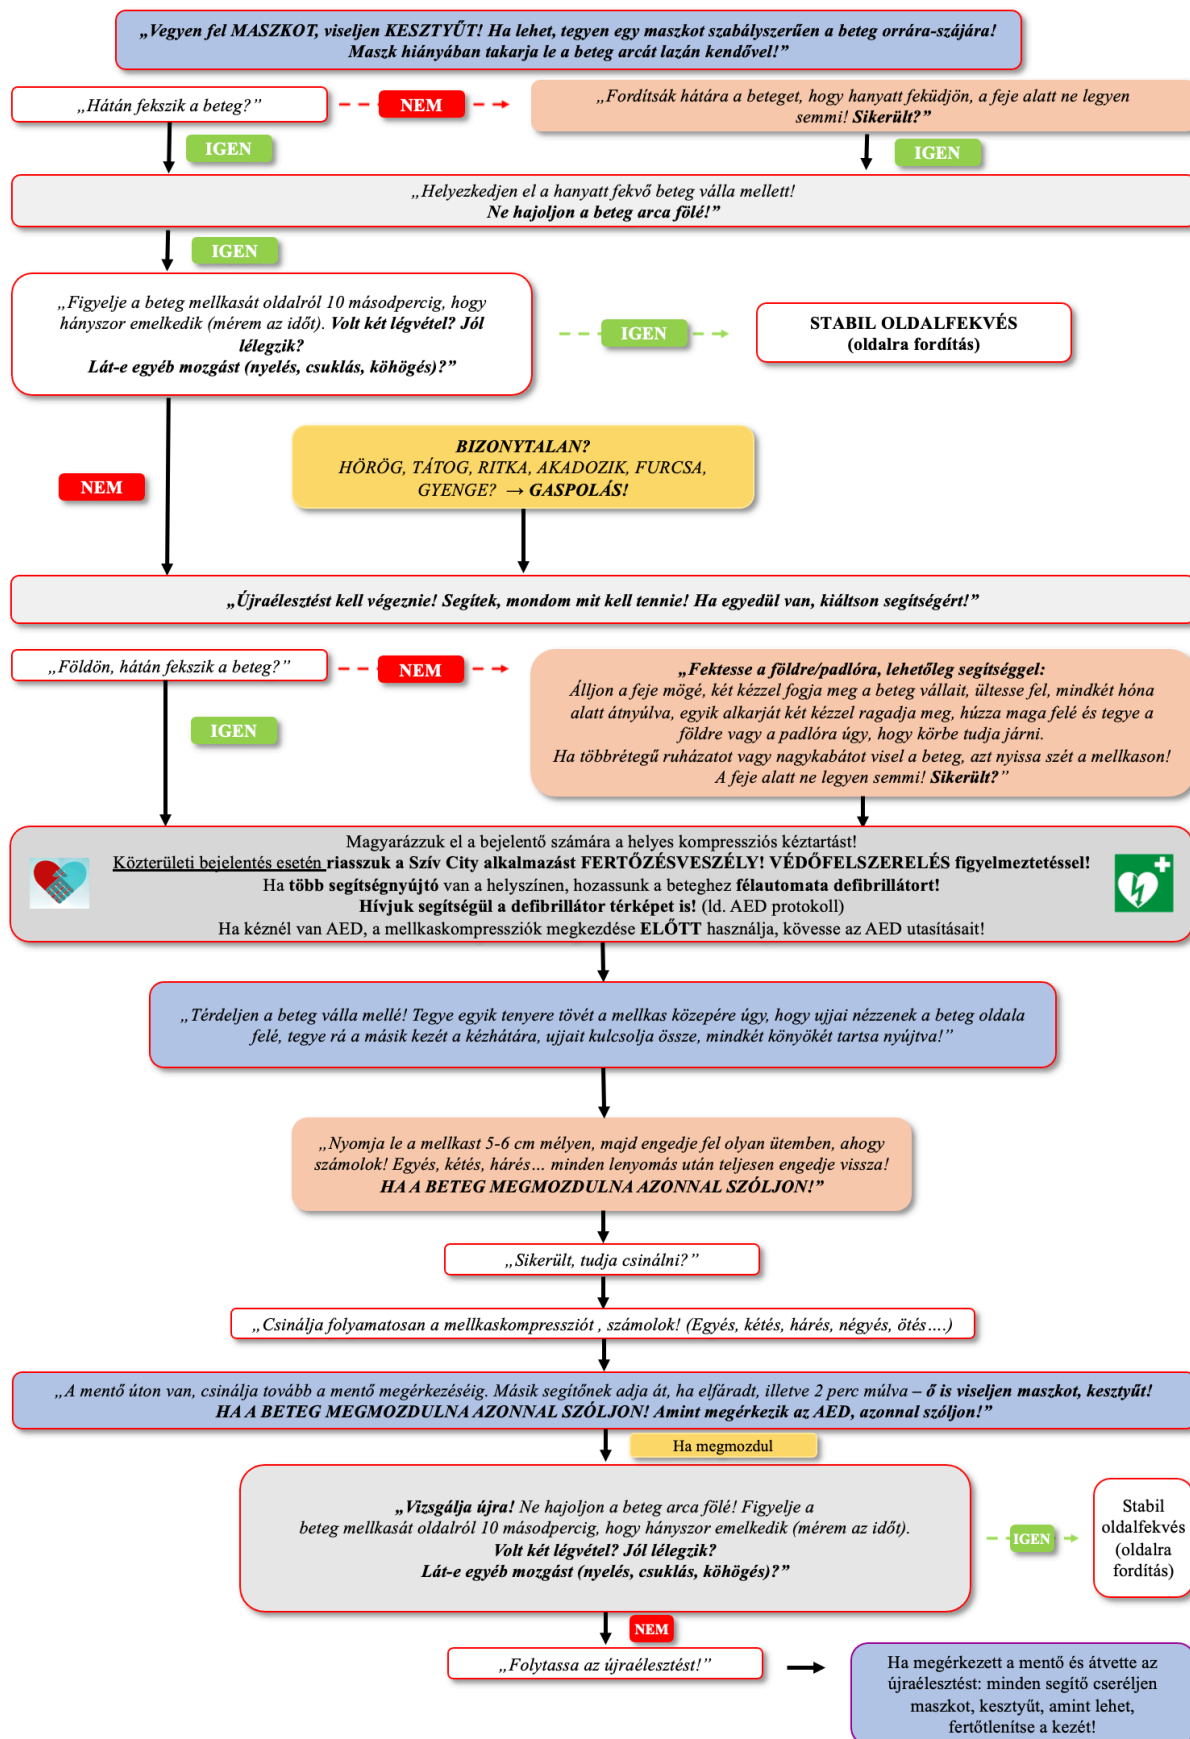 „Vegyen fel MASZKOT, viseljen KESZTYŰT! Ha lehet, tegyen egy maszkot szabályszerűen a beteg orrára-szájára!
Maszk hiányában takarja le a beteg arcát lazán kendővel!”
„Hátán fekszik a beteg?”
NEM
„Fordítsák hátára a beteget, hogy hanyatt feküdjön, a feje alatt ne legyen
semmi! Sikerült?”
IGEN
IGEN
„Helyezkedjen el a hanyatt fekvő beteg válla mellett!
Ne hajoljon a beteg arca fölé!”
IGEN
„Figyelje a beteg mellkasát oldalról 10 másodpercig, hogy
hányszor emelkedik (mérem az időt). Volt két légvétel? Jól
lélegzik?
Lát-e egyéb mozgást (nyelés, csuklás, köhögés)?”
IGEN
STABIL OLDALFEKVÉS
(oldalra fordítás)
BIZONYTALAN?
HÖRÖG, TÁTOG, RITKA, AKADOZIK, FURCSA,
GYENGE? → GASPOLÁS!
NEM
„Újraélesztést kell végeznie! Segítek, mondom mit kell tennie! Ha egyedül van, kiáltson segítségért!”
„Földön, hátán fekszik a beteg?”
NEM
„Fektesse a földre/padlóra, lehetőleg segítséggel:
Álljon a feje mögé, két kézzel fogja meg a beteg vállait, ültesse fel, mindkét hóna
alatt átnyúlva, egyik alkarját két kézzel ragadja meg, húzza maga felé és tegye a
földre vagy a padlóra úgy, hogy körbe tudja járni.
Ha többrétegű ruházatot vagy nagykabátot visel a beteg, azt nyissa szét a mellkason!
A feje alatt ne legyen semmi! Sikerült?”
IGEN
Magyarázzuk el a bejelentő számára a helyes kompressziós kéztartást!
Közterületi bejelentés esetén riasszuk a Szív City alkalmazást FERTŐZÉSVESZÉLY! VÉDŐFELSZERELÉS figyelmeztetéssel!
Ha több segítségnyújtó van a helyszínen, hozassunk a beteghez félautomata defibrillátort!
Hívjuk segítségül a defibrillátor térképet is! (ld. AED protokoll)
Ha kéznél van AED, a mellkaskompressziók megkezdése ELŐTT használja, kövesse az AED utasításait!
„Térdeljen a beteg válla mellé! Tegye egyik tenyere tövét a mellkas közepére úgy, hogy ujjai nézzenek a beteg oldala
felé, tegye rá a másik kezét a kézhátára, ujjait kulcsolja össze, mindkét könyökét tartsa nyújtva!”
„Nyomja le a mellkast 5-6 cm mélyen, majd engedje fel olyan ütemben, ahogy
számolok! Egyés, kétés, hárés… minden lenyomás után teljesen engedje vissza!
HA A BETEG MEGMOZDULNA AZONNAL SZÓLJON!”
„Sikerült, tudja csinálni?”
„Csinálja folyamatosan a mellkaskompressziót , számolok! (Egyés, kétés, hárés, négyés, ötés….)
„A mentő úton van, csinálja tovább a mentő megérkezéséig. Másik segítőnek adja át, ha elfáradt, illetve 2 perc múlva – ő is viseljen maszkot, kesztyűt!
HA A BETEG MEGMOZDULNA AZONNAL SZÓLJON! Amint megérkezik az AED, azonnal szóljon!”
Ha megmozdul
„Vizsgálja újra! Ne hajoljon a beteg arca fölé! Figyelje a
beteg mellkasát oldalról 10 másodpercig, hogy hányszor emelkedik (mérem az időt).
Volt két légvétel? Jól lélegzik?
Lát-e egyéb mozgást (nyelés, csuklás, köhögés)?”
IGEN
Stabil
oldalfekvés
(oldalra
fordítás)
NEM
„Folytassa az újraélesztést!”
Ha megérkezett a mentő és átvette az
újraélesztést: minden segítő cseréljen
maszkot, kesztyűt, amint lehet,
fertőtlenítse a kezét!